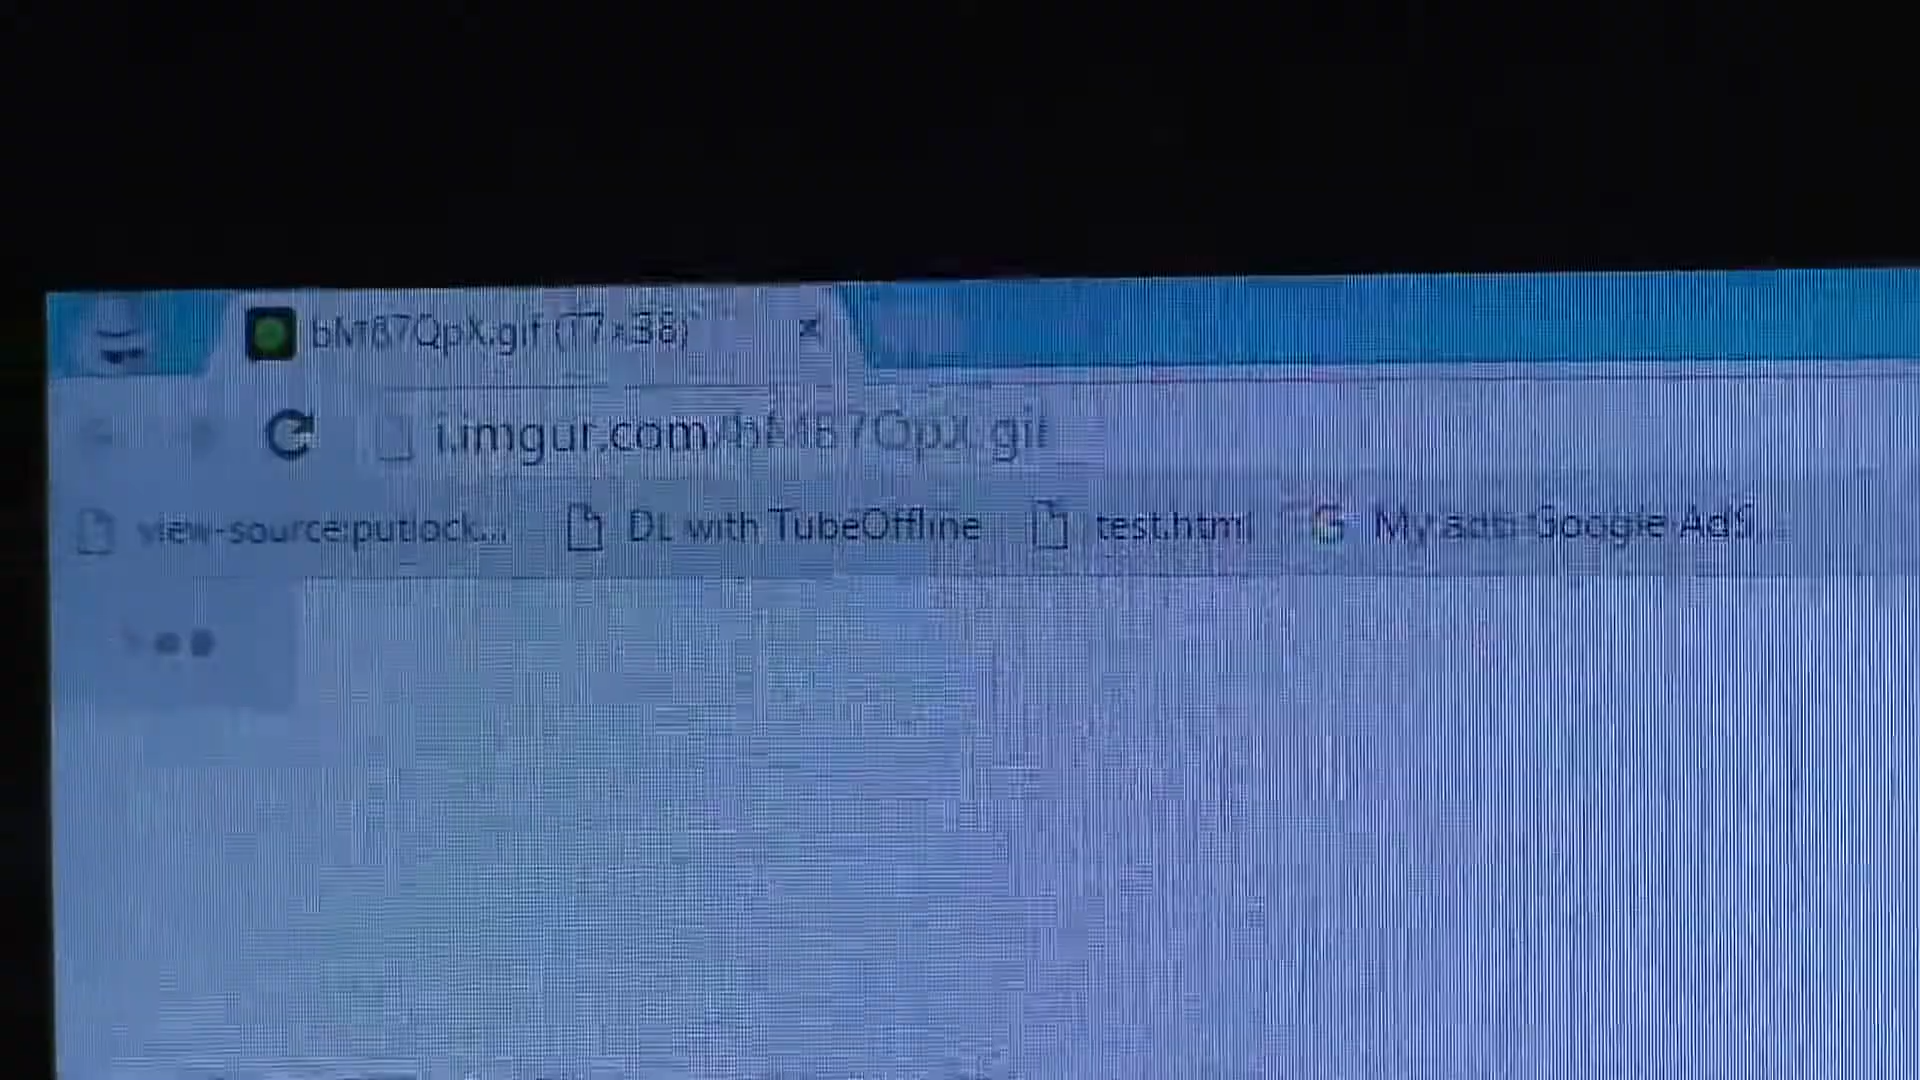 bM87QpX.gif (17×38)
i.imgur.com/bM87QpX.gif
view-source:putlock... DL with TubeOffline test.html My ads Google AdS...